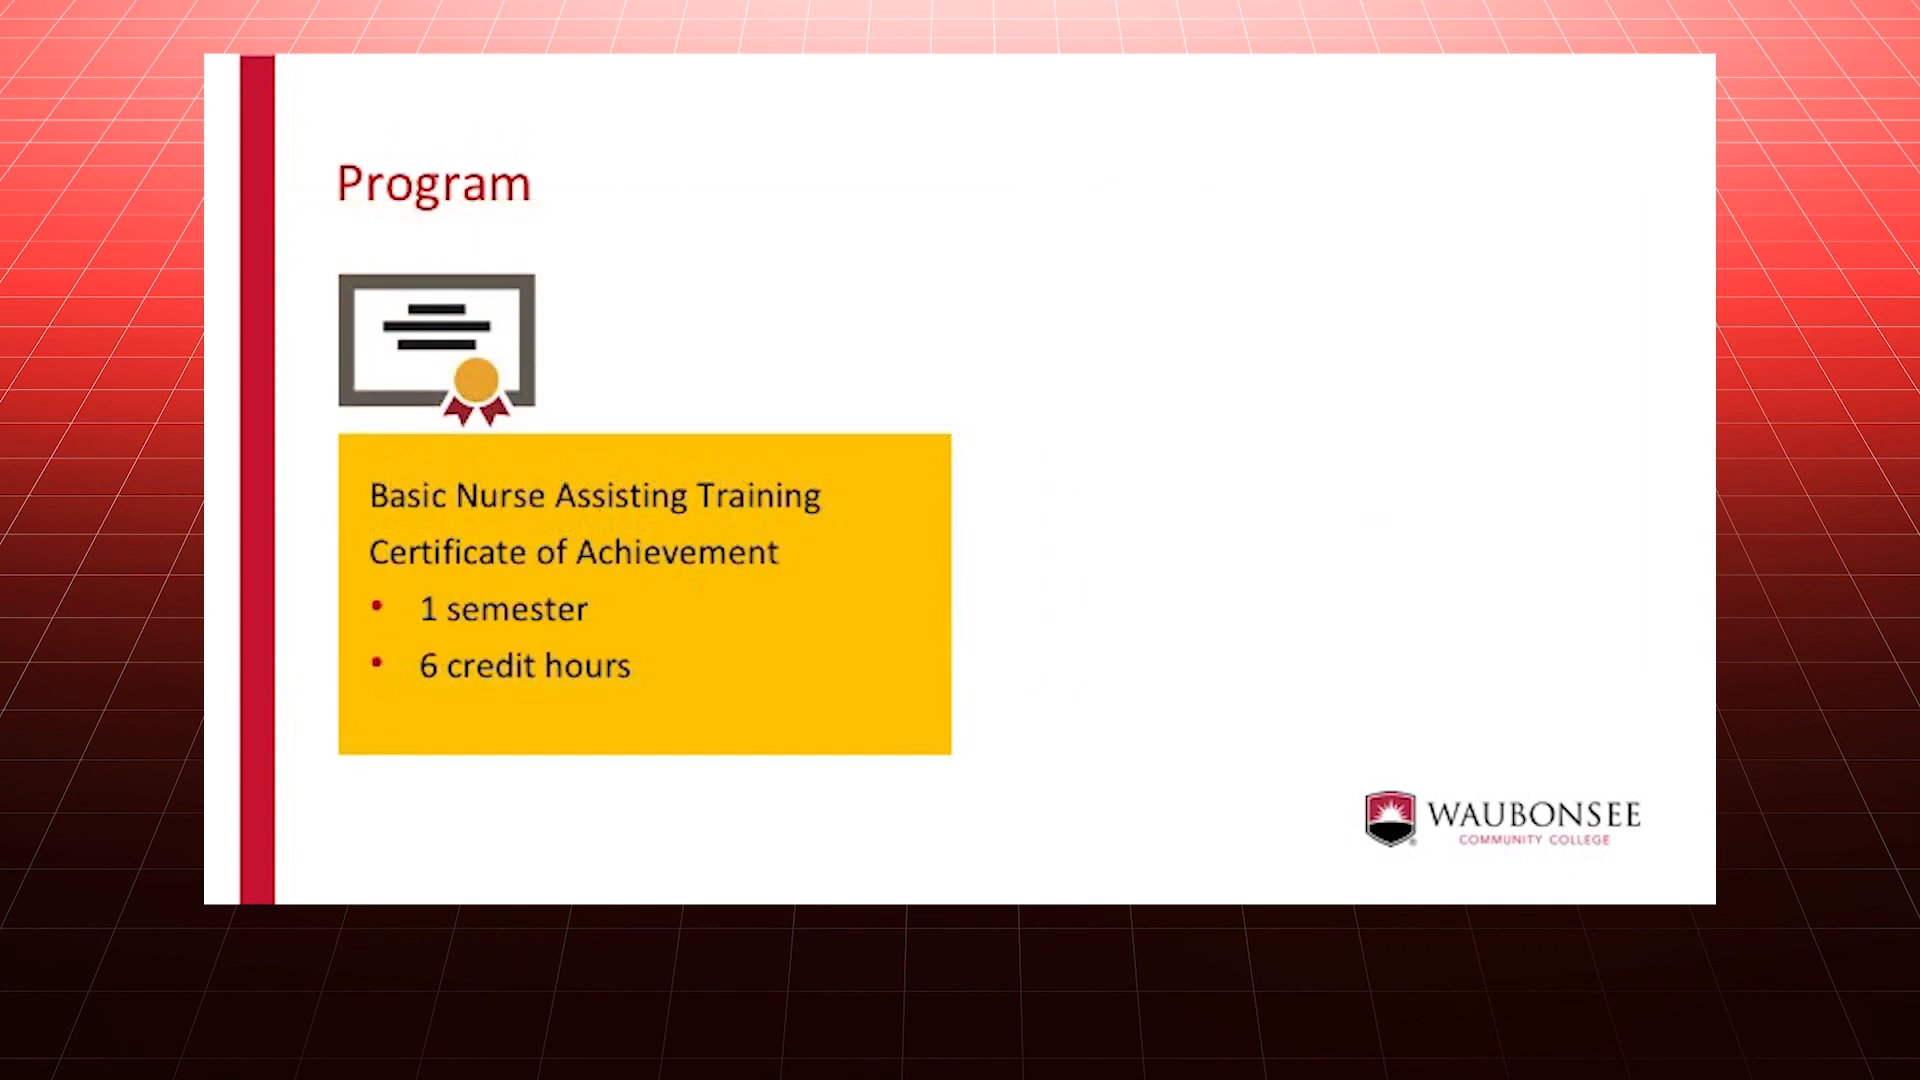 Program
Basic Nurse Assisting Training
Certificate of Achievement
• 1 semester
• 6 credit hours
WAUBONSEE
COMMUNITY COLLEGE